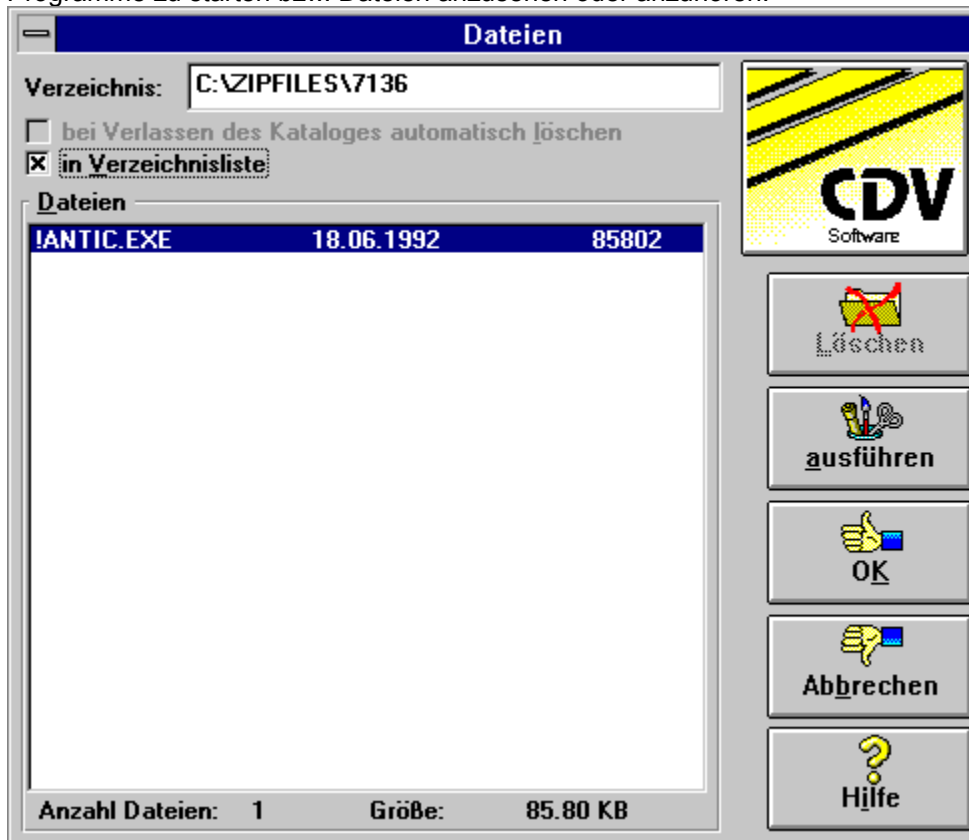 Programme zu starten bzw. Dateien anzusehen oder anzuhören.
Dateien
Verzeichnis: C:\ZIPFILES\7136
bei Verlassen des Kataloges automatisch löschen
in Verzeichnisliste
Dateien
!ANTIC.EXE 18.06.1992 85802
Anzahl Dateien: 1 Größe: 85.80 KB
CDV
Software
Löschen
ausführen
OK
Abbrechen
Hilfe